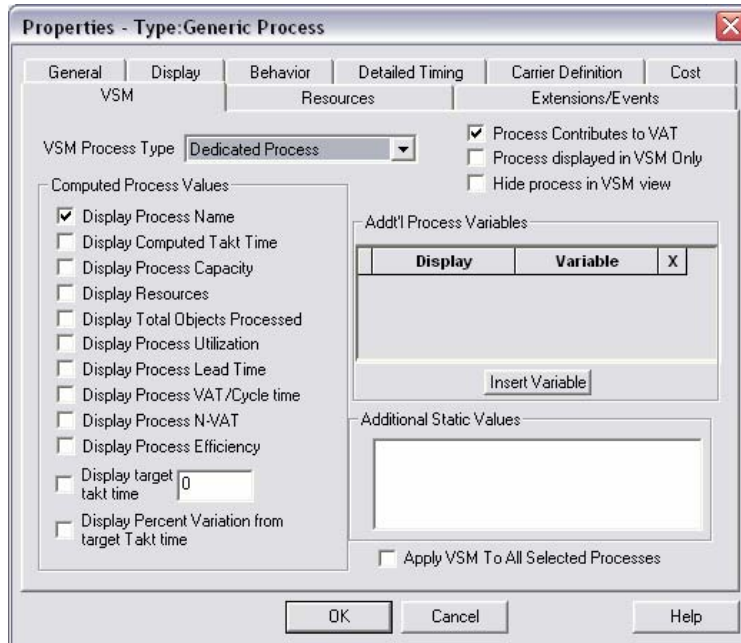 Properties - Type:Generic Process
General Display Behavior Detailed Timing Carrier Definition Cost
VSM Resources Extensions/Events
VSM Process Type Dedicated Process
Process Contributes to VAT
Process displayed in VSM Only
Hide process in VSM view
Computed Process Values
Display Process Name
Display Computed Takt Time
Display Process Capacity
Display Resources
Display Total Objects Processed
Display Process Utilization
Display Process Lead Time
Display Process VAT/Cycle time
Display Process N-VAT
Display Process Efficiency
Display target
takt time 0
Display Percent Variation from
target Takt time
Addt'l Process Variables
Display Variable X
Insert Variable
Additional Static Values
Apply VSM To All Selected Processes
OK Cancel Help